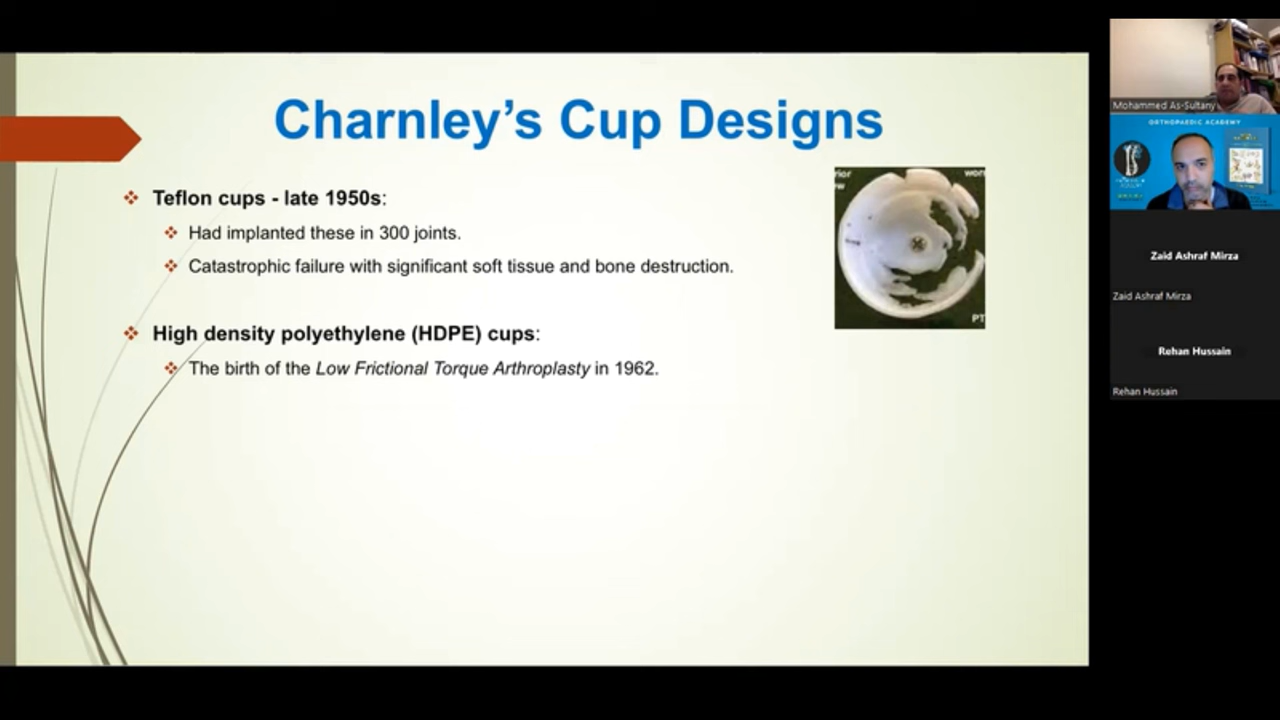 Charnley’s Cup Designs
Teflon cups - late 1950s:
Had implanted these in 300 joints.
Catastrophic failure with significant soft tissue and bone destruction.
High density polyethylene (HDPE) cups:
The birth of the Low Frictional Torque Arthroplasty in 1962.
Mohammed As-Sultany
ORTHOPAEDIC ACADEMY
Zaid Ashraf Mirza
Zaid Ashraf Mirza
Rehan Hussain
Rehan Hussain